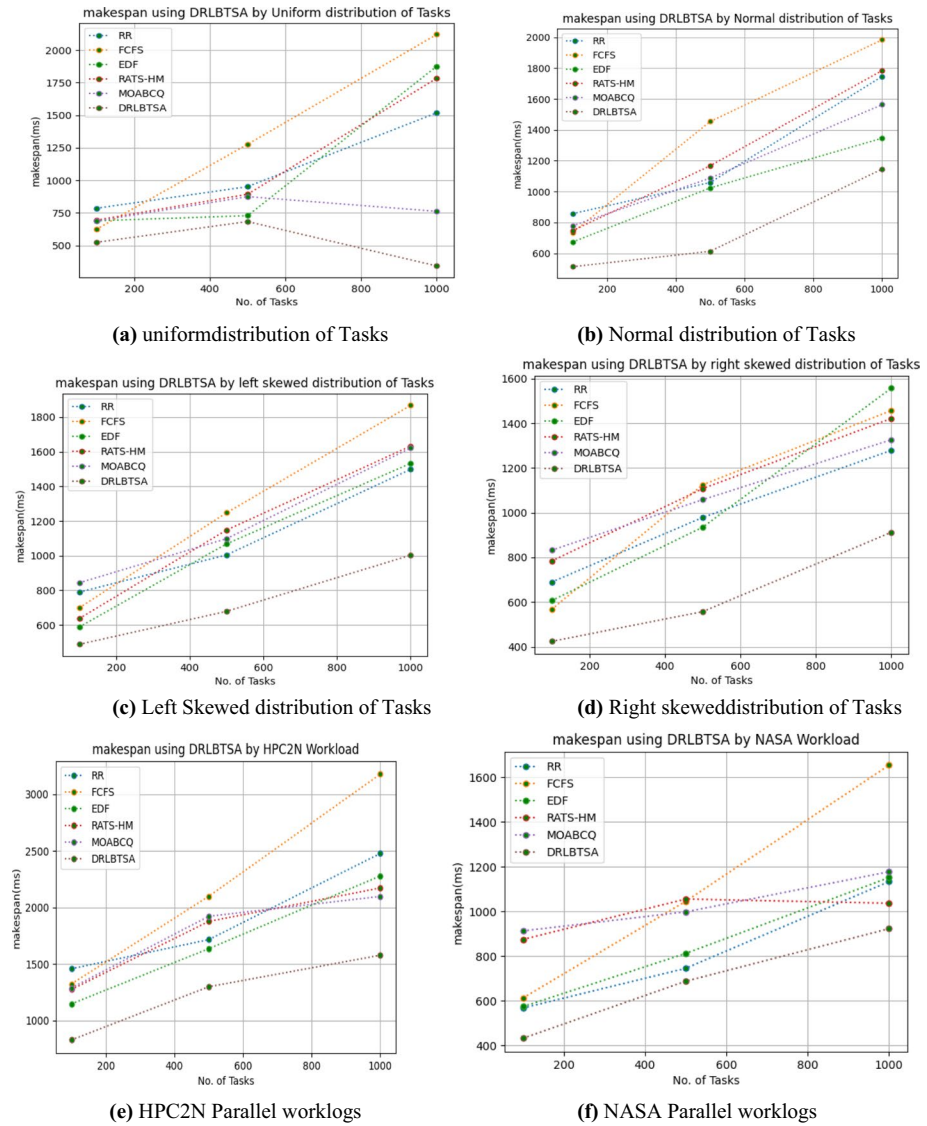 makespan using DRLBTSA by Uniform distribution of Tasks
RR
FCFS
EDF
RATS-HM
MOABCQ
DRLBTSA
2000
1750
1500
1250
1000
750
500
makespan(ms)
200 400 600 800 1000
No. of Tasks
(a) uniformdistribution of Tasks
makespan using DRLBTSA by Normal distribution of Tasks
RR
FCFS
EDF
RATS-HM
MOABCQ
DRLBTSA
2000
1800
1600
1400
1200
1000
800
600
makespan(ms)
200 400 600 800 1000
No. of Tasks
(b) Normal distribution of Tasks
makespan using DRLBTSA by left skewed distribution of Tasks
RR
FCFS
EDF
RATS-HM
MOABCQ
DRLBTSA
1800
1600
1400
1200
1000
800
600
makespan(ms)
200 400 600 800 1000
No. of Tasks
(c) Left Skewed distribution of Tasks
makespan using DRLBTSA by right skewed distribution of Tasks
RR
FCFS
EDF
RATS-HM
MOABCQ
DRLBTSA
1600
1400
1200
1000
800
600
400
makespan(ms)
200 400 600 800 1000
No. of Tasks
(d) Right skeweddistribution of Tasks
makespan using DRLBTSA by HPC2N Workload
RR
FCFS
EDF
RATS-HM
MOABCQ
DRLBTSA
3000
2500
2000
1500
1000
makespan(ms)
200 400 600 800 1000
No. of Tasks
(e) HPC2N Parallel worklogs
makespan using DRLBTSA by NASA Workload
RR
FCFS
EDF
RATS-HM
MOABCQ
DRLBTSA
1600
1400
1200
1000
800
600
400
makespan(ms)
200 400 600 800 1000
No. of Tasks
(f) NASA Parallel worklogs